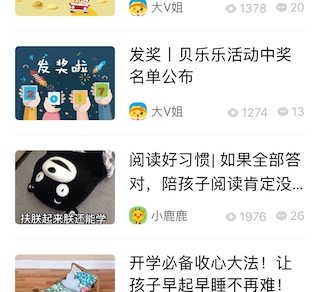 大V姐
1378
20
发奖啦
2017
发奖丨贝乐乐活动中奖
名单公布
大V姐
1274
13
扶朕起来朕还能学
阅读好习惯| 如果全部答
对，陪孩子阅读肯定没...
小鹿鹿
1976
26
开学必备收心大法！让
孩子早起早睡不再难！